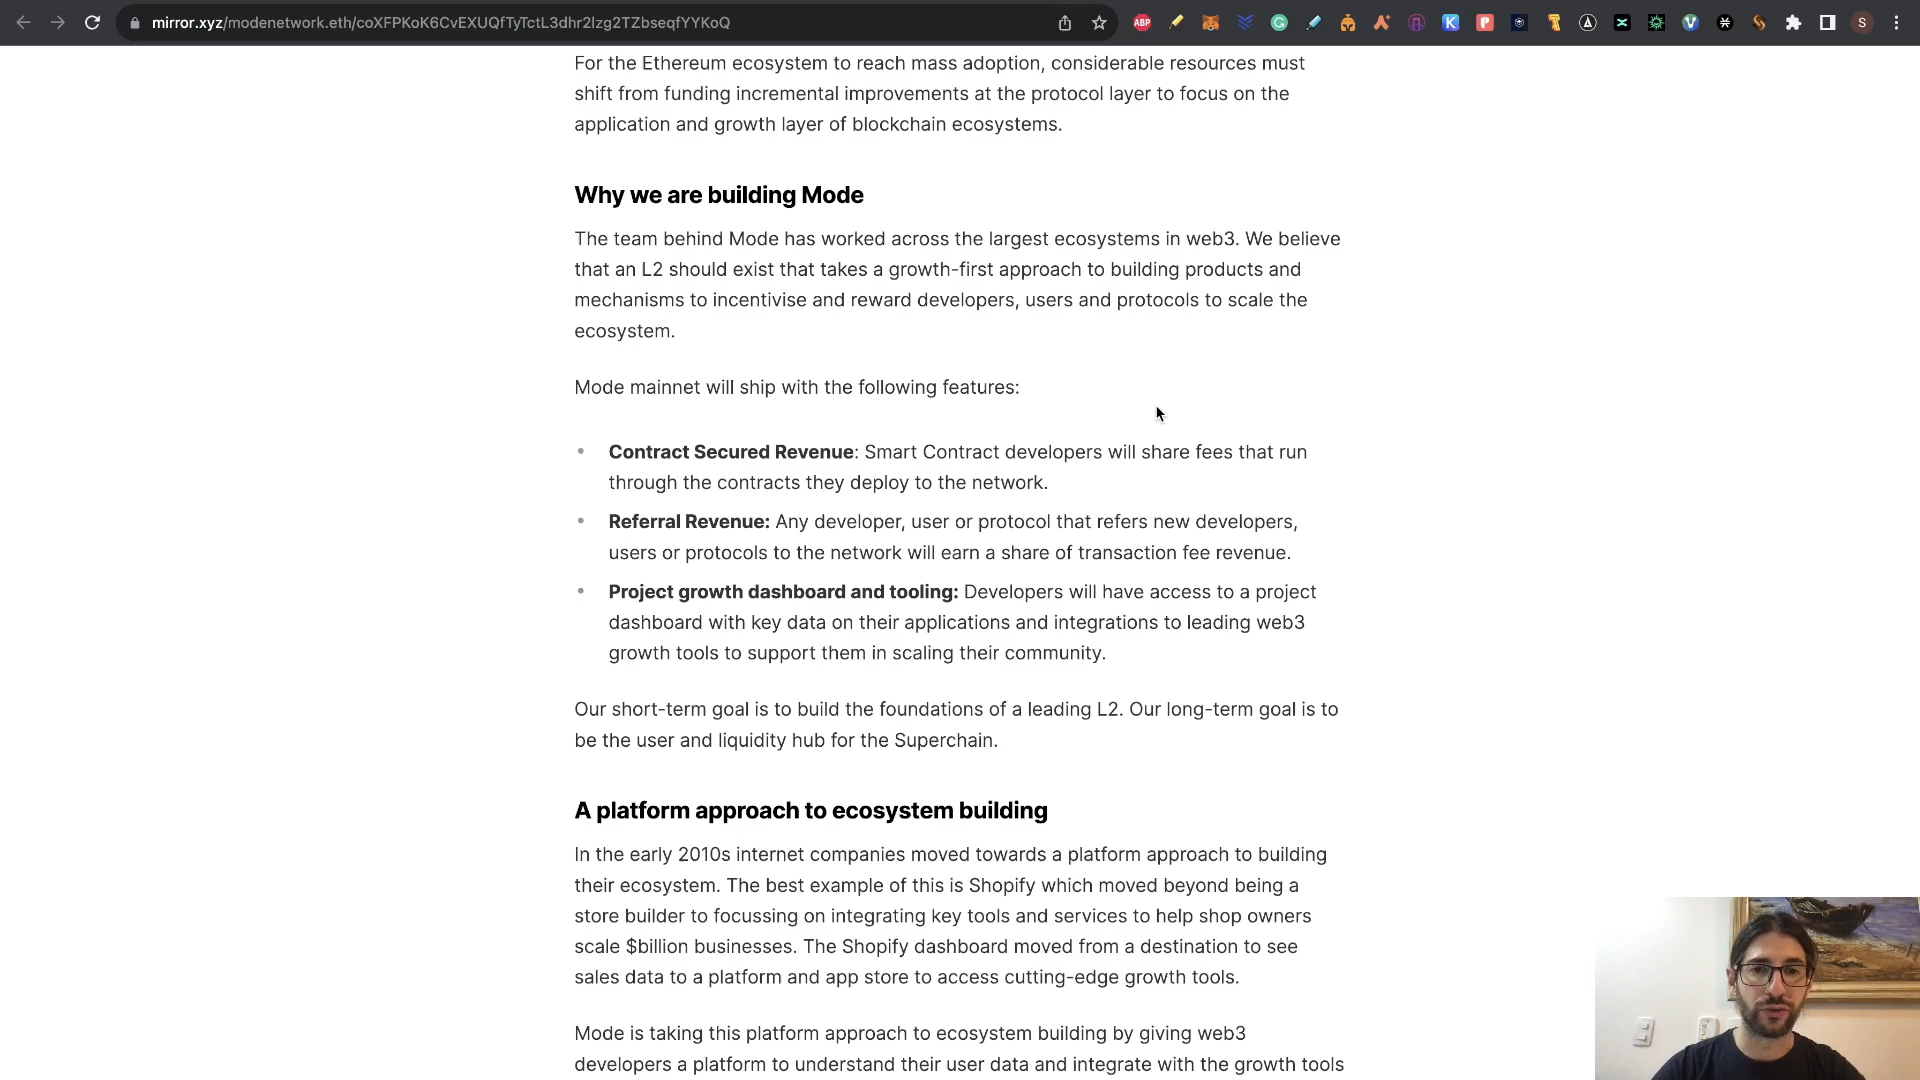 mirror.xyz/modenetwork.eth/coXFPKoK6CvEXUQfTyTctL3dhr2lzg2TZbseqfYYKoQ
ABP
S
For the Ethereum ecosystem to reach mass adoption, considerable resources must
shift from funding incremental improvements at the protocol layer to focus on the
application and growth layer of blockchain ecosystems.
Why we are building Mode
The team behind Mode has worked across the largest ecosystems in web3. We believe
that an L2 should exist that takes a growth-first approach to building products and
mechanisms to incentivise and reward developers, users and protocols to scale the
ecosystem.
Mode mainnet will ship with the following features:
• Contract Secured Revenue: Smart Contract developers will share fees that run
through the contracts they deploy to the network.
• Referral Revenue: Any developer, user or protocol that refers new developers,
users or protocols to the network will earn a share of transaction fee revenue.
• Project growth dashboard and tooling: Developers will have access to a project
dashboard with key data on their applications and integrations to leading web3
growth tools to support them in scaling their community.
Our short-term goal is to build the foundations of a leading L2. Our long-term goal is to
be the user and liquidity hub for the Superchain.
A platform approach to ecosystem building
In the early 2010s internet companies moved towards a platform approach to building
their ecosystem. The best example of this is Shopify which moved beyond being a
store builder to focussing on integrating key tools and services to help shop owners
scale $billion businesses. The Shopify dashboard moved from a destination to see
sales data to a platform and app store to access cutting-edge growth tools.
Mode is taking this platform approach to ecosystem building by giving web3
developers a platform to understand their user data and integrate with the growth tools